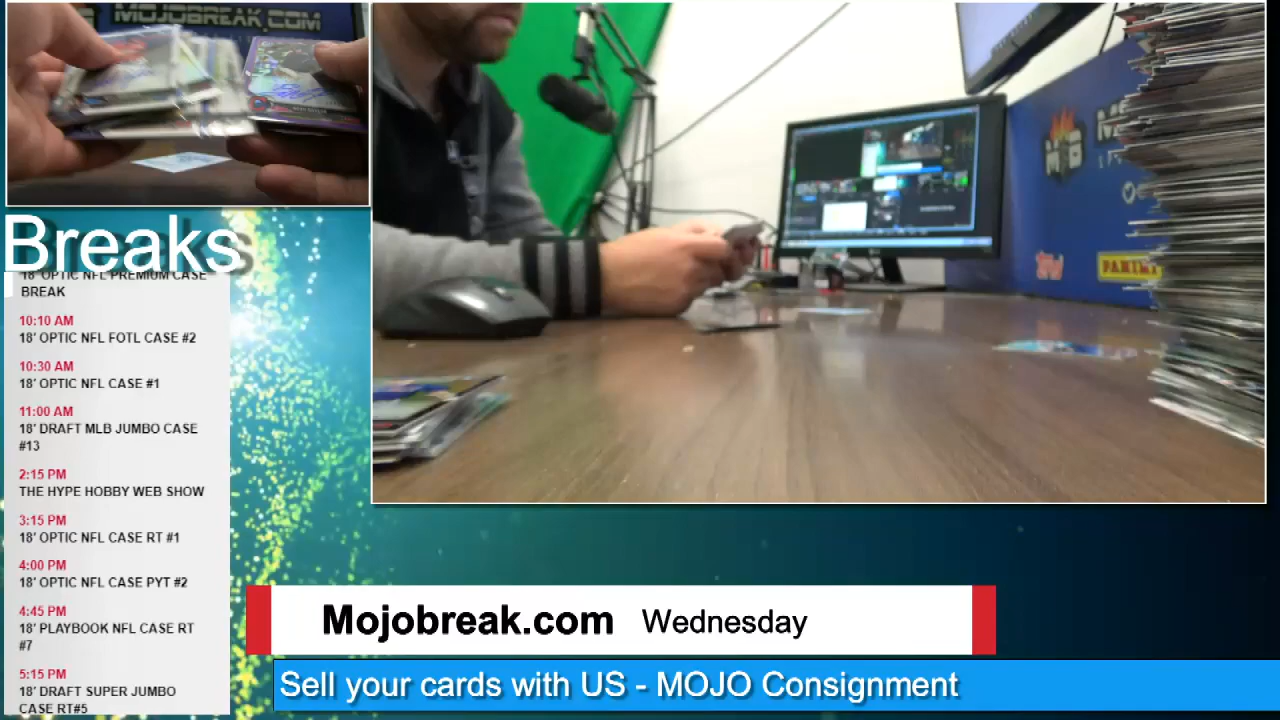 MOJOBREAK.COM
Breaks
18' OPTIC NFL PREMIUM CASE
BREAK
10:10 AM
18' OPTIC NFL FOTL CASE #2
10:30 AM
18' OPTIC NFL CASE #1
11:00 AM
18' DRAFT MLB JUMBO CASE
#13
2:15 PM
THE HYPE HOBBY WEB SHOW
3:15 PM
18' OPTIC NFL CASE RT #1
4:00 PM
18' OPTIC NFL CASE PYT #2
4:45 PM
18' PLAYBOOK NFL CASE RT
#7
5:15 PM
18' DRAFT SUPER JUMBO
CASE RT#5
PANINI
Mojobreak.com Wednesday
Sell your cards with US - MOJO Consignment